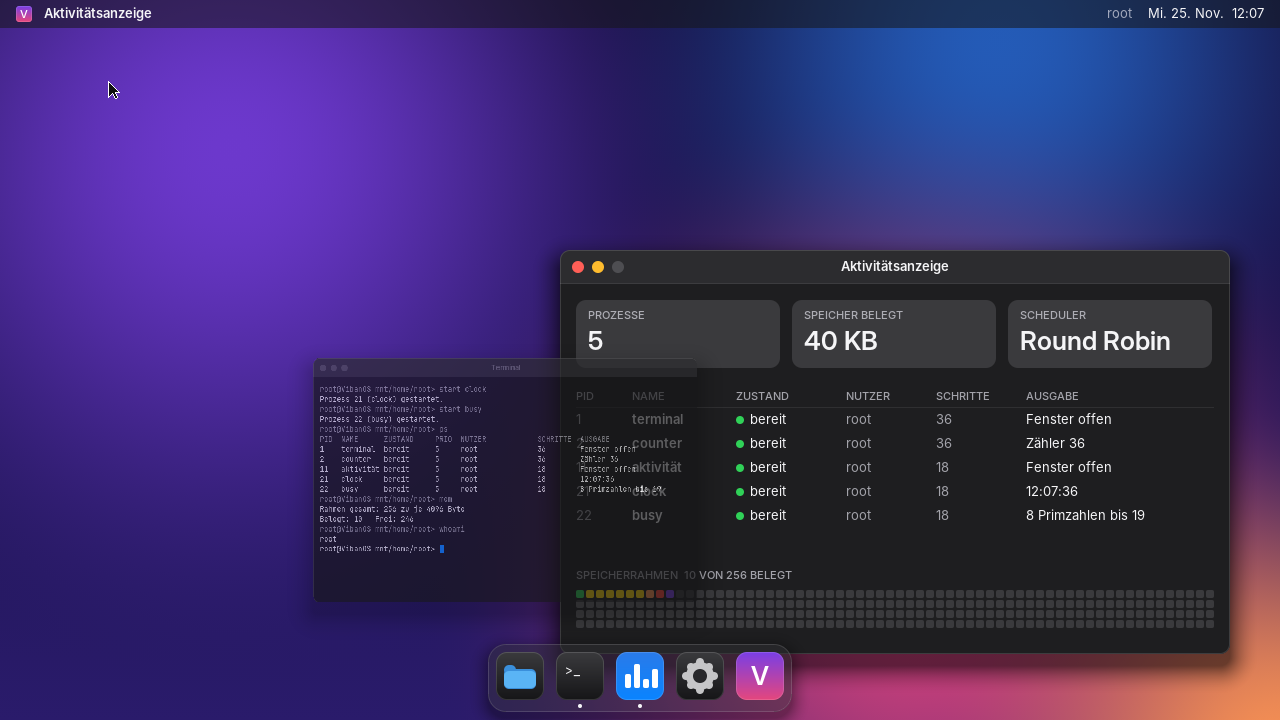 V Aktivitätsanzeige root Mi. 25. Nov. 12:07
Aktivitätsanzeige
PROZESSE SPEICHER BELEGT SCHEDULER
5 40 KB Round Robin
PID NAME ZUSTAND NUTZER SCHRITTE AUSGABE
1 terminal bereit root 36 Fenster offen
2 counter bereit root 36 Zähler 36
11 aktivität bereit root 18 Fenster offen
21 clock bereit root 18 12:07:36
22 busy bereit root 18 8 Primzahlen bis 19
SPEICHERRAHMEN 10 VON 256 BELEGT
Terminal
root@VibanOS mnt/home/root> start clock
Prozess 21 (clock) gestartet.
root@VibanOS mnt/home/root> start busy
Prozess 22 (busy) gestartet.
root@VibanOS mnt/home/root> ps
PID NAME ZUSTAND PRIO NUTZER SCHRITTE AUSGABE
1 terminal bereit 5 root 36 Fenster offen
2 counter bereit 5 root 36 Zähler 36
11 aktivität bereit 5 root 18 Fenster offen
21 clock bereit 5 root 18 12:07:36
22 busy bereit 5 root 18 8 Primzahlen bis 19
root@VibanOS mnt/home/root> mem
Rahmen gesamt: 256 zu je 4096 Byte
Belegt: 10 Frei: 246
root@VibanOS mnt/home/root> whoami
root
root@VibanOS mnt/home/root>
>_ V